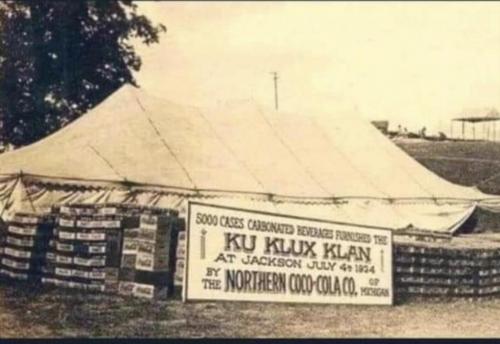 5000 CASES CARBONATED BEVERAGES FURNISHED THE
KU KLUX KLAN
AT JACKSON JULY 4th 1924
BY THE NORTHERN COCO-COLA CO. OF MICHIGAN